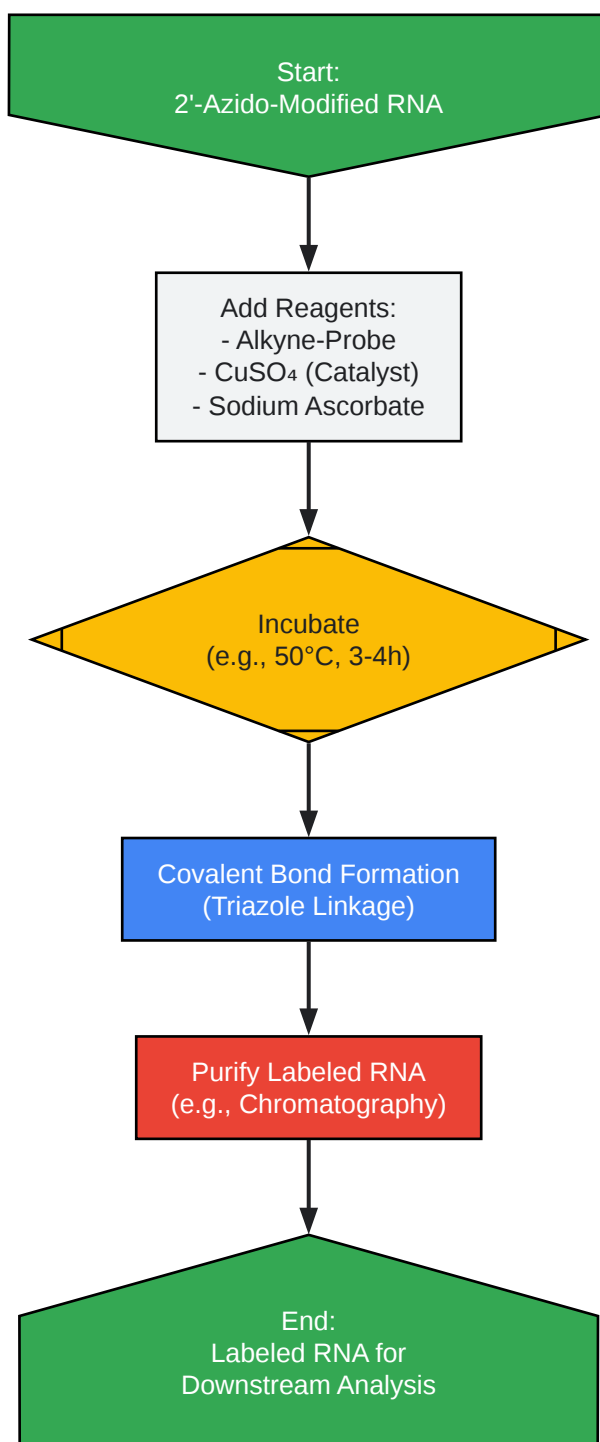 Start:
2'-Azido-Modified RNA
Add Reagents:
- Alkyne-Probe
- CuSO₄ (Catalyst)
- Sodium Ascorbate
Incubate
(e.g., 50°C, 3-4h)
Covalent Bond Formation
(Triazole Linkage)
Purify Labeled RNA
(e.g., Chromatography)
End:
Labeled RNA for
Downstream Analysis